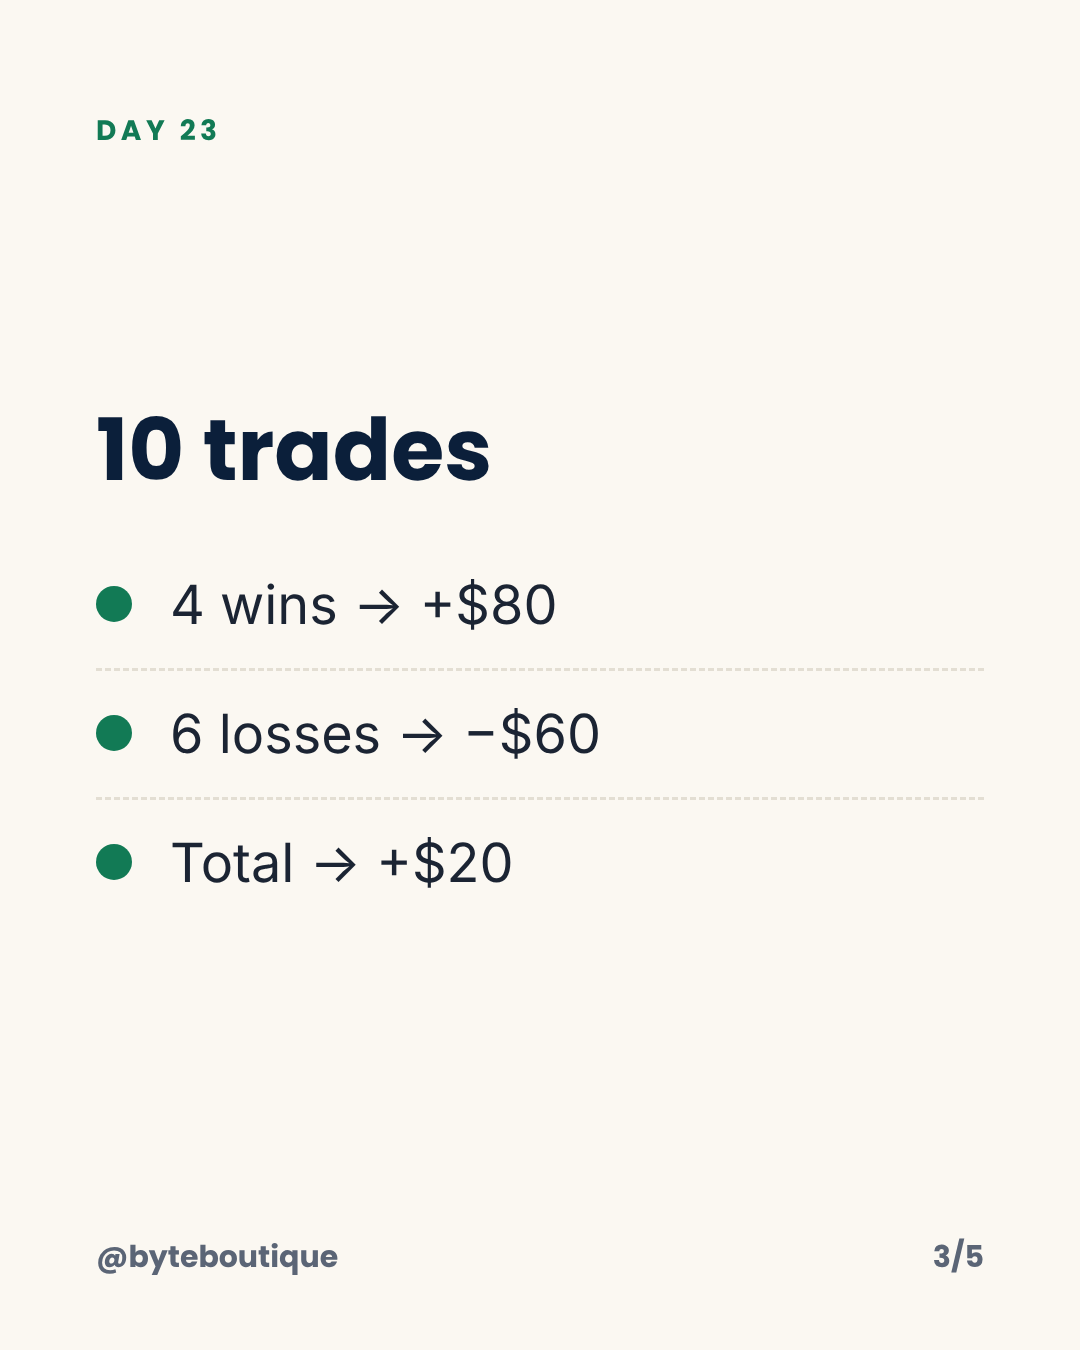 DAY 23
10 trades
4 wins → +$80
6 losses → −$60
Total → +$20
@byteboutique
3/5